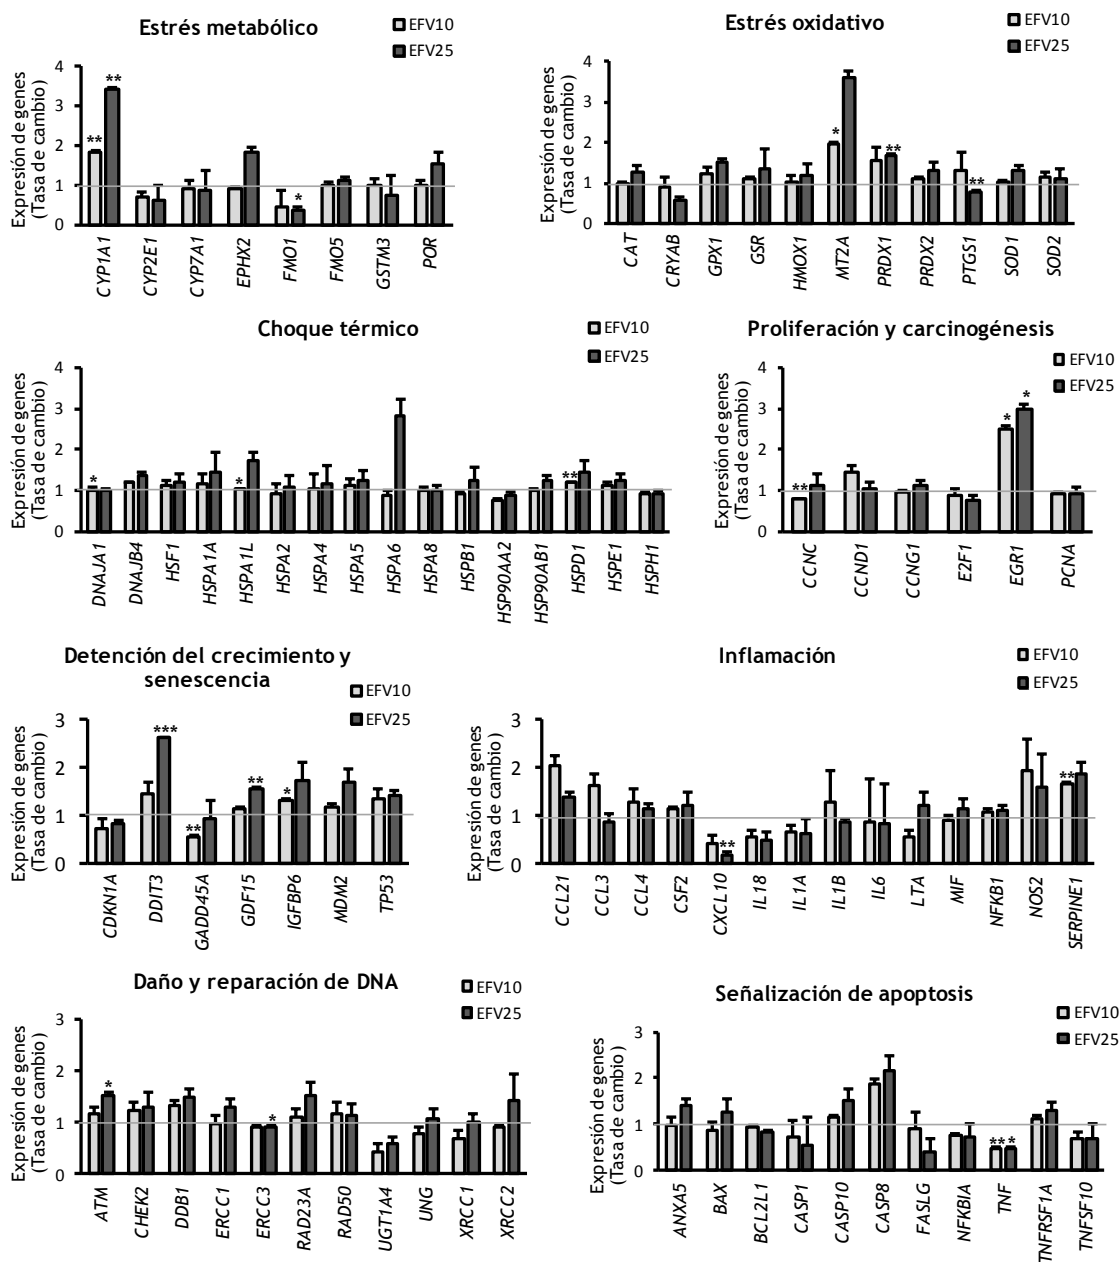 Estrés metabólico
EFV10
EFV25
Expresión de genes
(Tasa de cambio)
4
3
2
1
0
**
**
*
CYP1A1
CYP2E1
CYP7A1
EPHX2
FMO1
FMO5
GSTM3
POR
Estrés oxidativo
EFV10
EFV25
Expresión de genes
(Tasa de cambio)
4
3
2
1
0
*
**
**
CAT
CRYAB
GPX1
GSR
HMOX1
MT2A
PRDX1
PRDX2
PTGS1
SOD1
SOD2
Choque térmico
EFV10
EFV25
Expresión de genes
(Tasa de cambio)
4
3
2
1
0
*
*
**
DNAJA1
DNAJB4
HSF1
HSPA1A
HSPA1L
HSPA2
HSPA4
HSPA5
HSPA6
HSPA8
HSPB1
HSP90AA2
HSP90AB1
HSPD1
HSPE1
HSPH1
Proliferación y carcinogénesis
EFV10
EFV25
Expresión de genes
(Tasa de cambio)
4
3
2
1
0
**
*
*
CCNC
CCND1
CCNG1
E2F1
EGR1
PCNA
Detención del crecimiento y
senescencia
EFV10
EFV25
Expresión de genes
(Tasa de cambio)
3
2
1
0
***
**
**
*
CDKN1A
DDIT3
GADD45A
GDF15
IGFBP6
MDM2
TP53
Inflamación
EFV10
EFV25
Expresión de genes
(Tasa de cambio)
3
2
1
0
**
**
CCL21
CCL3
CCL4
CSF2
CXCL10
IL18
IL1A
IL1B
IL6
LTA
MIF
NFKB1
NOS2
SERPINE1
Daño y reparación de DNA
EFV10
EFV25
Expresión de genes
(Tasa de cambio)
3
2
1
0
*
*
ATM
CHEK2
DDB1
ERCC1
ERCC3
RAD23A
RAD50
UGT1A4
UNG
XRCC1
XRCC2
Señalización de apoptosis
EFV10
EFV25
Expresión de genes
(Tasa de cambio)
3
2
1
0
**
*
ANXA5
BAX
BCL2L1
CASP1
CASP10
CASP8
FASLG
NFKBIA
TNF
TNFRSF1A
TNFSF10